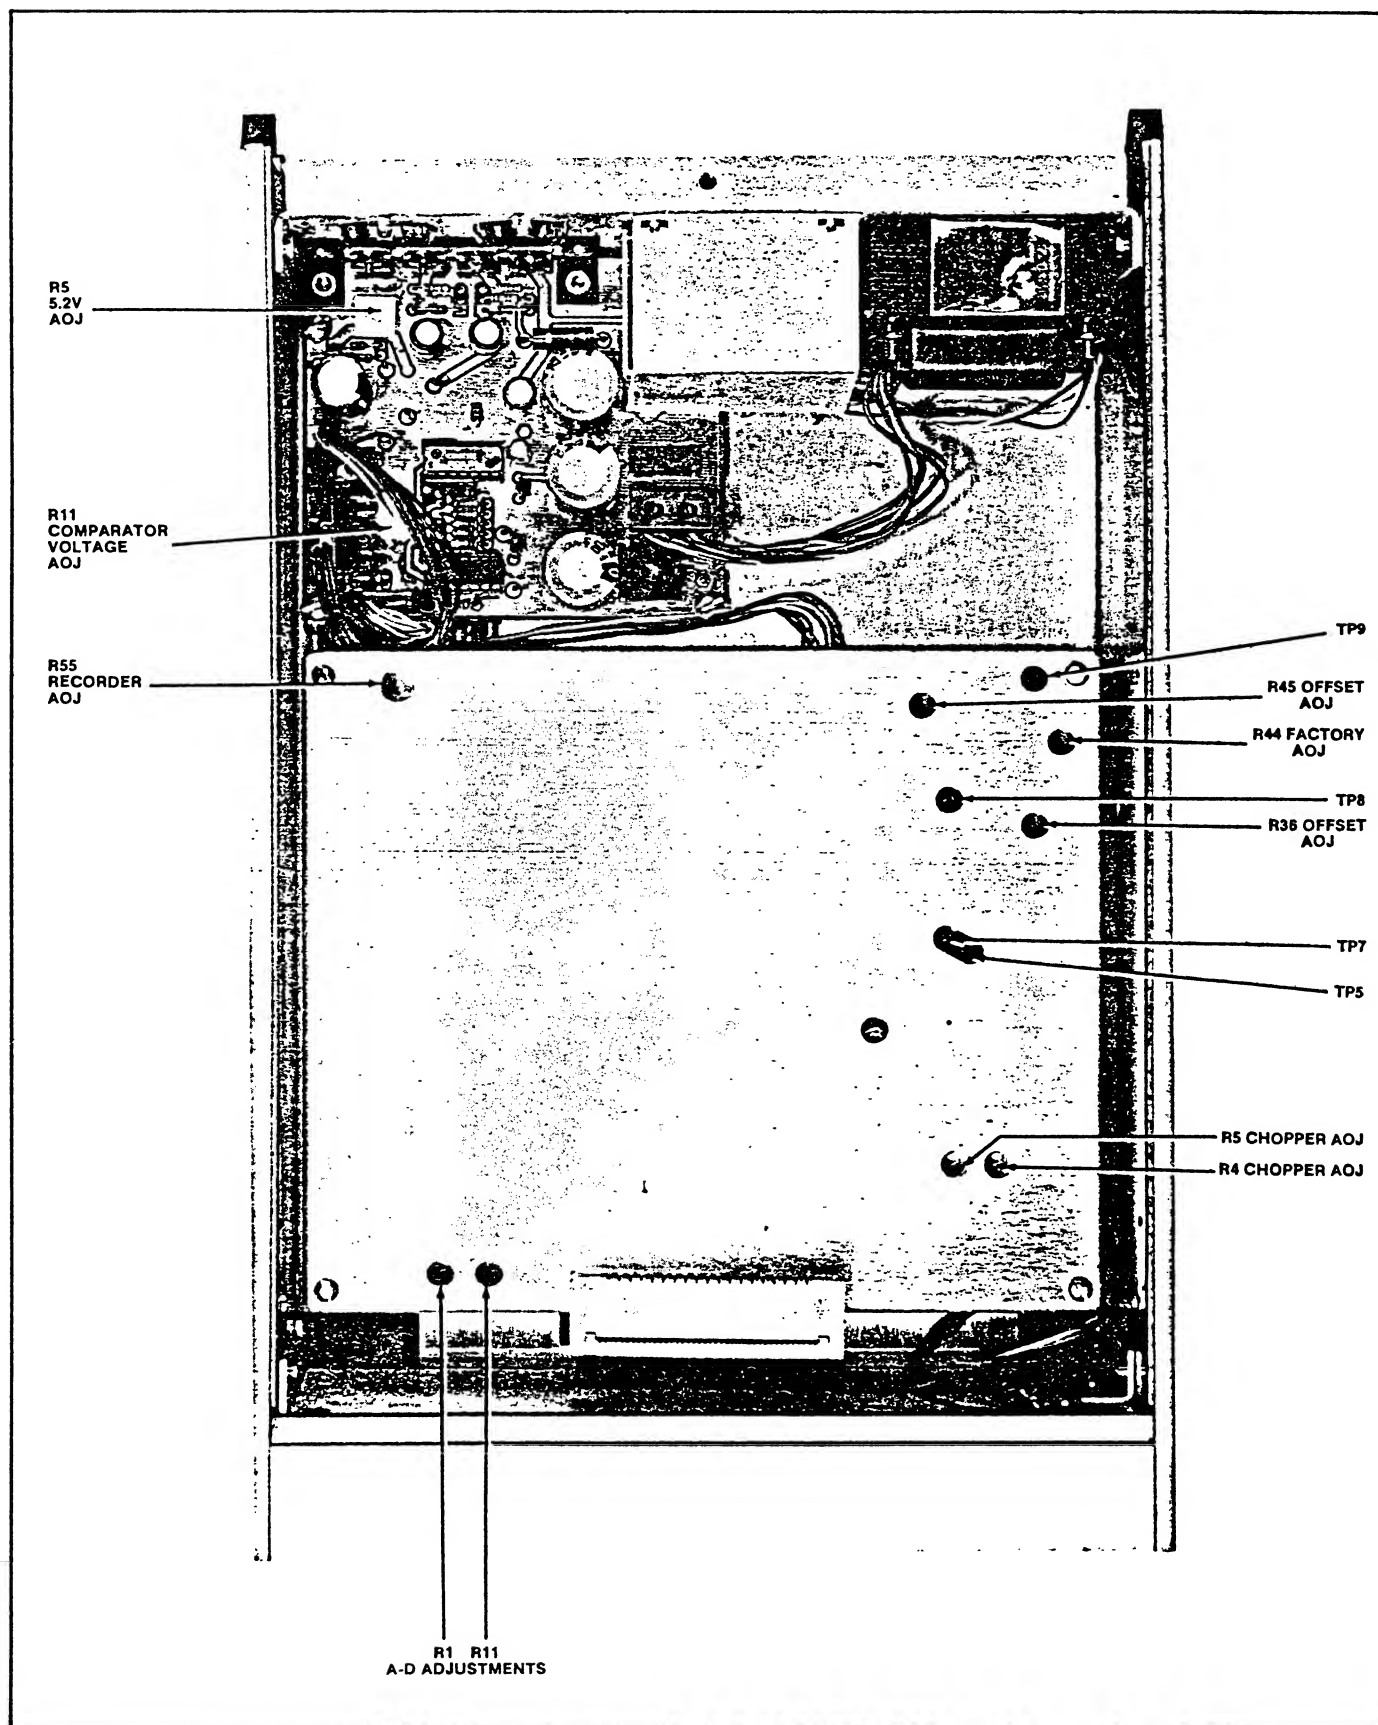 R5
5.2V
AOJ
R11
COMPARATOR
VOLTAGE
AOJ
R55
RECORDER
AOJ
TP9
R45 OFFSET
AOJ
R44 FACTORY
AOJ
TP8
R36 OFFSET
AOJ
TP7
TP5
R5 CHOPPER AOJ
R4 CHOPPER AOJ
R1 R11
A-D ADJUSTMENTS